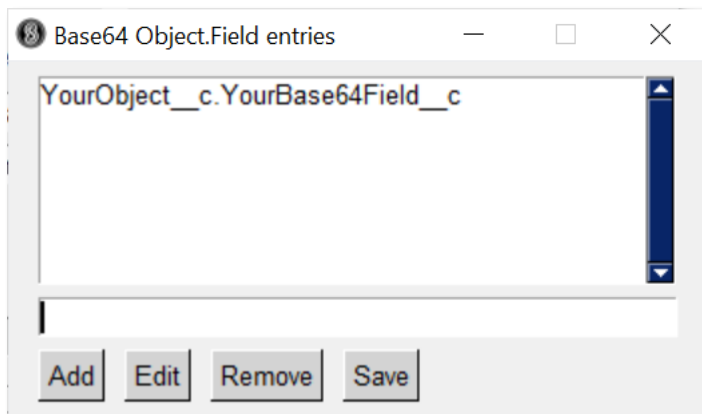 Base64 Object.Field entries
YourObject__c.YourBase64Field__c
Add Edit Remove Save